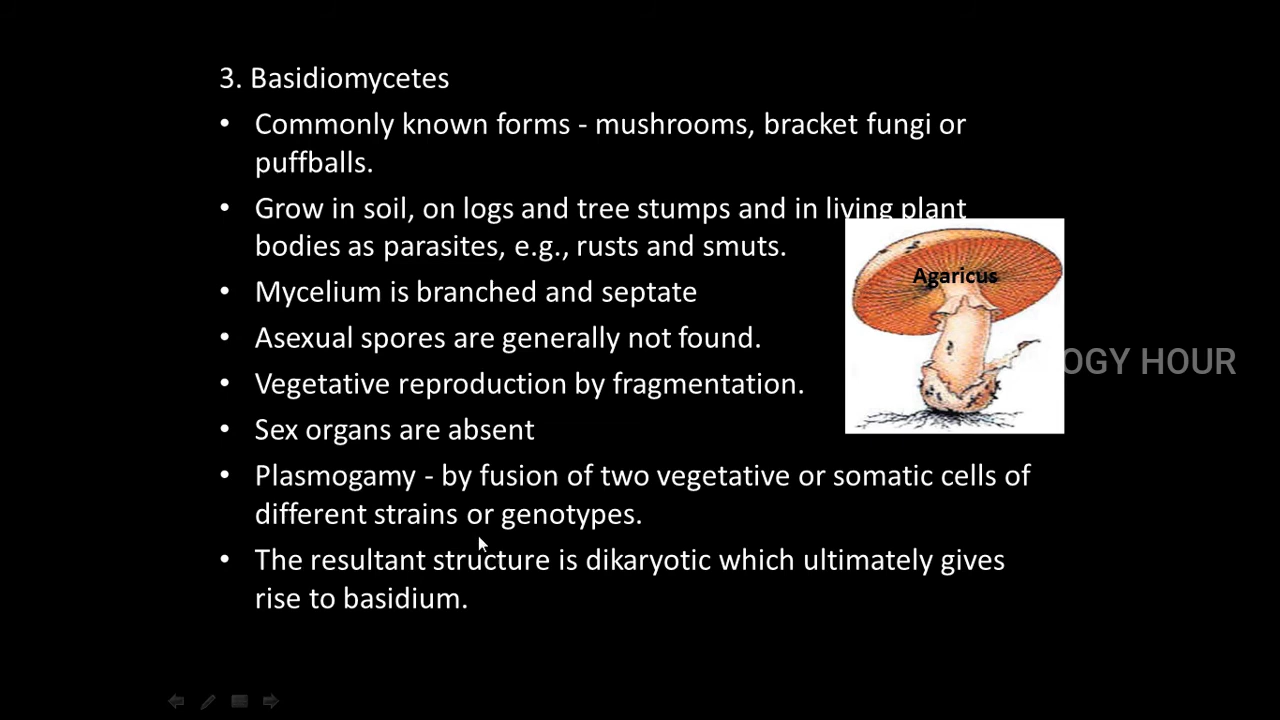 3. Basidiomycetes
• Commonly known forms - mushrooms, bracket fungi or
puffballs.
• Grow in soil, on logs and tree stumps and in living plant
bodies as parasites, e.g., rusts and smuts.
Agaricus
• Mycelium is branched and septate
• Asexual spores are generally not found.
OGY HOUR
• Vegetative reproduction by fragmentation.
• Sex organs are absent
• Plasmogamy - by fusion of two vegetative or somatic cells of
different strains or genotypes.
• The resultant structure is dikaryotic which ultimately gives
rise to basidium.